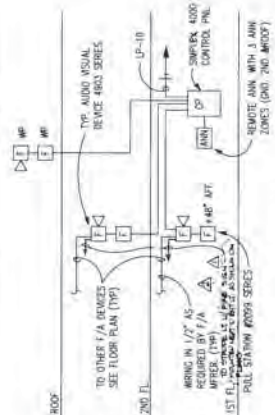 WP
WP
ROOF
TYP. AUDIO VISUAL
DEVICE 4903 SERIES
LP-10
SIMPLEX 4020
CONTROL PNL.
CP
ANN
REMOTE ANN. WITH 3 ANN
ZONES (GND, 2ND, &ROOF)
F
F
F
F
F
F
TO OTHER F/A DEVICES
SEE FLOOR PLAN (TYP)
2ND FL.
WIRING IN 1/2" AS
REQUIRED BY F/A
MFGR. (TYP)
+48" AFF.
1ST FL.
PULL STATION #2099 SERIES